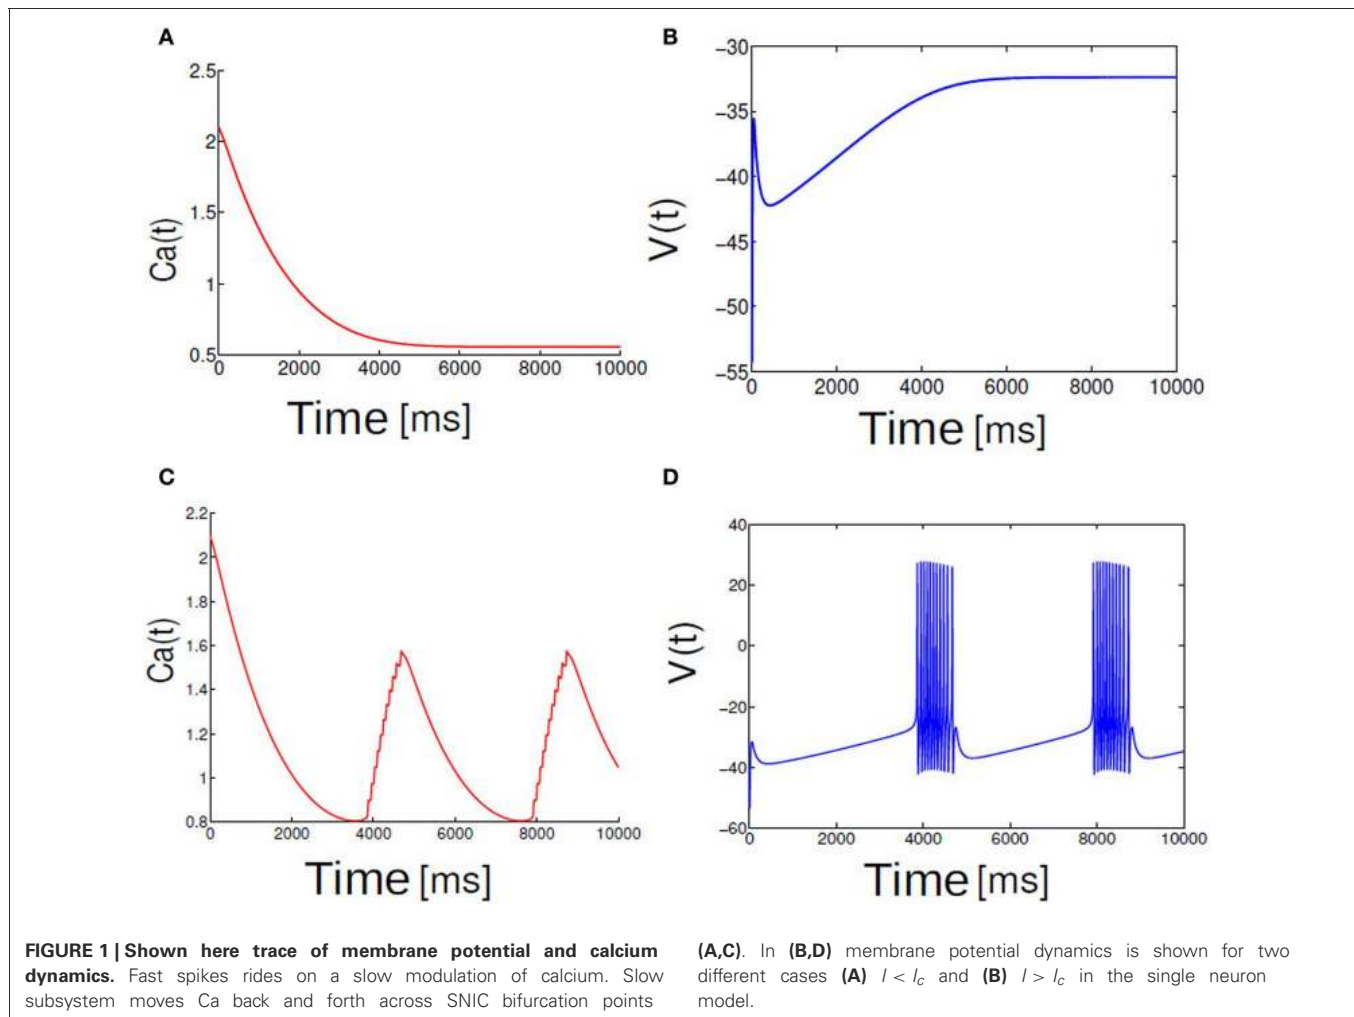 A
2.5
2
1.5
1
0.5
0 2000 4000 6000 8000 10000
Ca(t)
Time [ms]
B
−30
−35
−40
−45
−50
−55
0 2000 4000 6000 8000 10000
V(t)
Time [ms]
C
2.2
2
1.8
1.6
1.4
1.2
1
0.8
0 2000 4000 6000 8000 10000
Ca(t)
Time [ms]
D
40
20
0
−20
−40
−60
0 2000 4000 6000 8000 10000
V(t)
Time [ms]
FIGURE 1 | Shown here trace of membrane potential and calcium
dynamics. Fast spikes rides on a slow modulation of calcium. Slow
subsystem moves Ca back and forth across SNIC bifurcation points
(A,C). In (B,D) membrane potential dynamics is shown for two
different cases (A) I < Ic and (B) I > Ic in the single neuron
model.